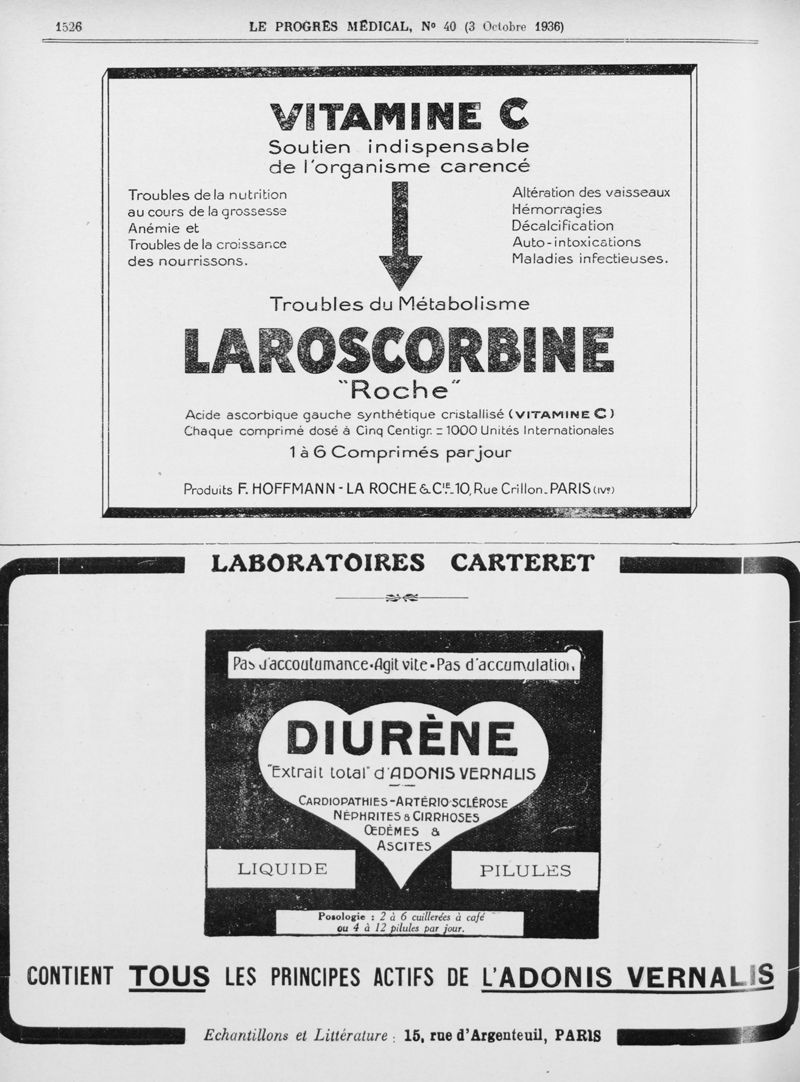 1526
LE PROGRÈS MÉDICAL, Nº 40 (3 Octobre 1936)
VITAMINE C
Soutien indispensable
de l'organisme carencé
Troubles de la nutrition
au cours de la grossesse
Anémie et
Troubles de la croissance
des nourrissons.
Altération des vaisseaux
Hémorragies
Décalcification
Auto-intoxications
Maladies infectieuses.
Troubles du Métabolisme
LAROSCORBINE
"Roche"
Acide ascorbique gauche synthétique cristallisé (VITAMINE C)
Chaque comprimé dosé à Cinq Centigr. = 1000 Unités Internationales
1 à 6 Comprimés par jour
Produits F. HOFFMANN-LA ROCHE & Cie. 10, Rue Crillon. PARIS (IVe)
LABORATOIRES CARTERET
Pas d'accoutumance • Agit vite • Pas d'accumulation.
DIURÈNE
"Extrait total" d'ADONIS VERNALIS
CARDIOPATHIES-ARTÉRIO-SCLÉROSE
NÉPHRITES & CIRRHOSES
ŒDÈMES &
ASCITES
LIQUIDE
PILULES
Posologie : 2 à 6 cuillerées à café
ou 4 à 12 pilules par jour.
CONTIENT TOUS LES PRINCIPES ACTIFS DE L'ADONIS VERNALIS
Echantillons et Littérature : 15, rue d'Argenteuil, PARIS